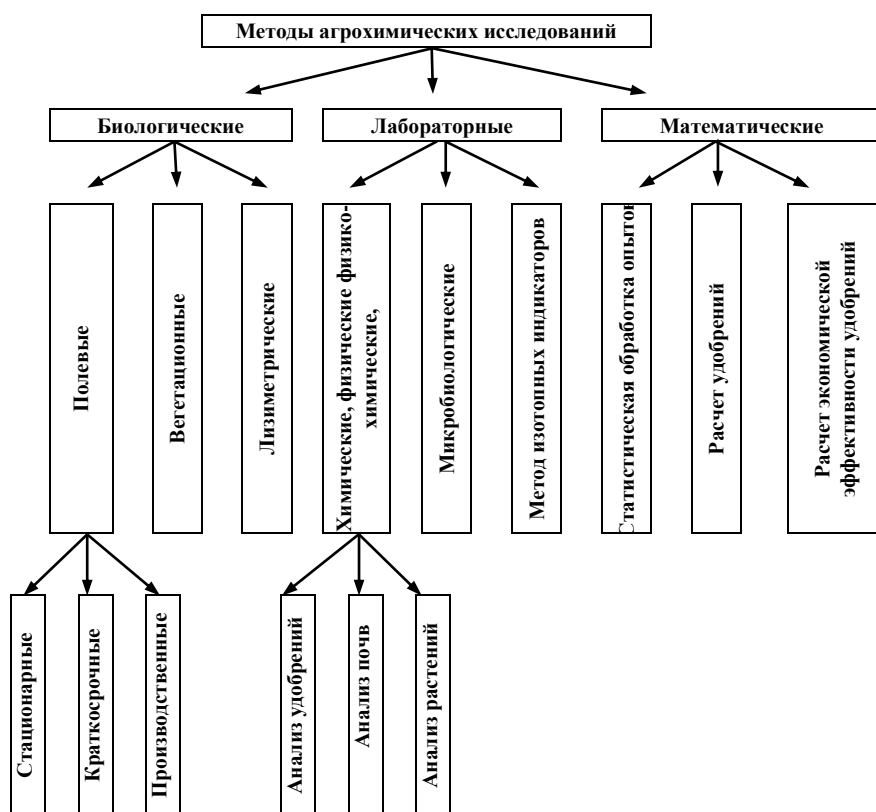 Методы агрохимических исследований
Биологические
Лабораторные
Математические
Полевые
Вегетационные
Лизиметрические
Химические, физические физико-
химические,
Микробиологические
Метод изотопных индикаторов
Статистическая обработка опытов
Расчет удобрений
Расчет экономической
эффективности удобрений
Стационарные
Краткосрочные
Производственные
Анализ удобрений
Анализ почв
Анализ растений